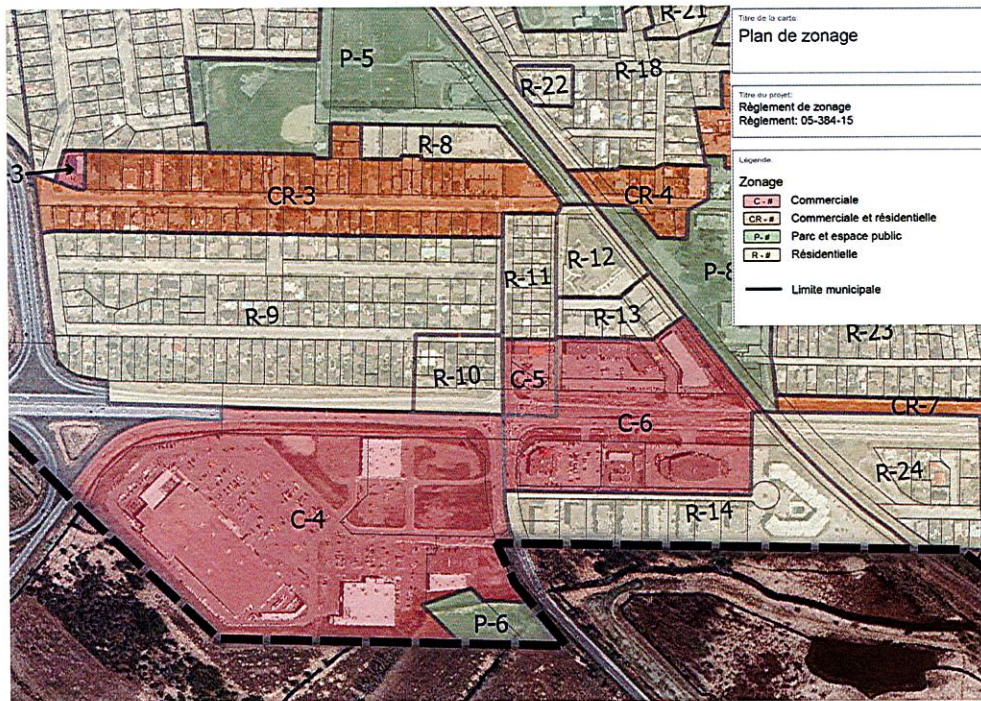 Titre de la carte:
Plan de zonage
Titre du projet:
Règlement de zonage
Règlement: 05-384-15
Légende:
Zonage
C - # Commerciale
CR - # Commerciale et résidentielle
P - # Parc et espace public
R - # Résidentielle
Limite municipale
R-21
P-5
R-18
R-22
R-8
3
CR-3
CR-4
R-12
P-8
R-11
R-9
R-13
R-23
R-10
C-5
CR-7
C-6
R-24
C-4
R-14
P-6